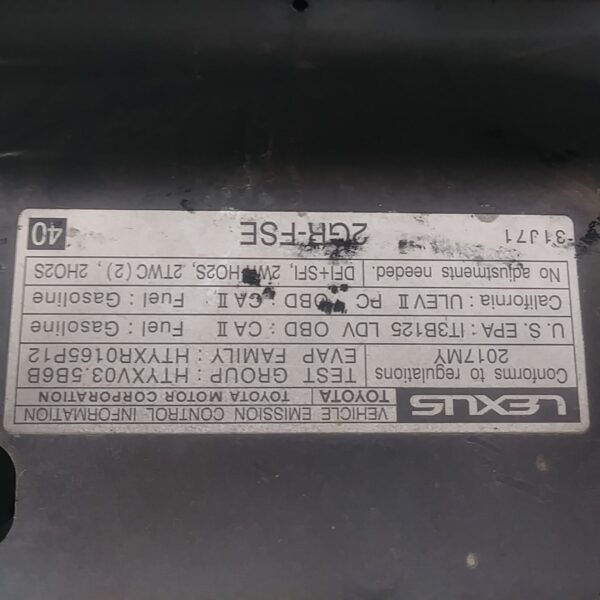 LEXUS
VEHICLE EMISSION CONTROL INFORMATION
TOYOTA TOYOTA MOTOR CORPORATION
Conforms to regulations
2017MY
TEST GROUP : HTYXV03.5B6B
EVAP FAMILY : HTYXR0165P12
U.S. EPA : IT3B125 LDV OBD : CA II Fuel : Gasoline
California : ULEV II PC OBD : CA II Fuel : Gasoline
No adjustments needed. DFI+SFI, 2WU-HO2S, 2TWC (2), 2HO2S
-31J71 2GR-FSE 40